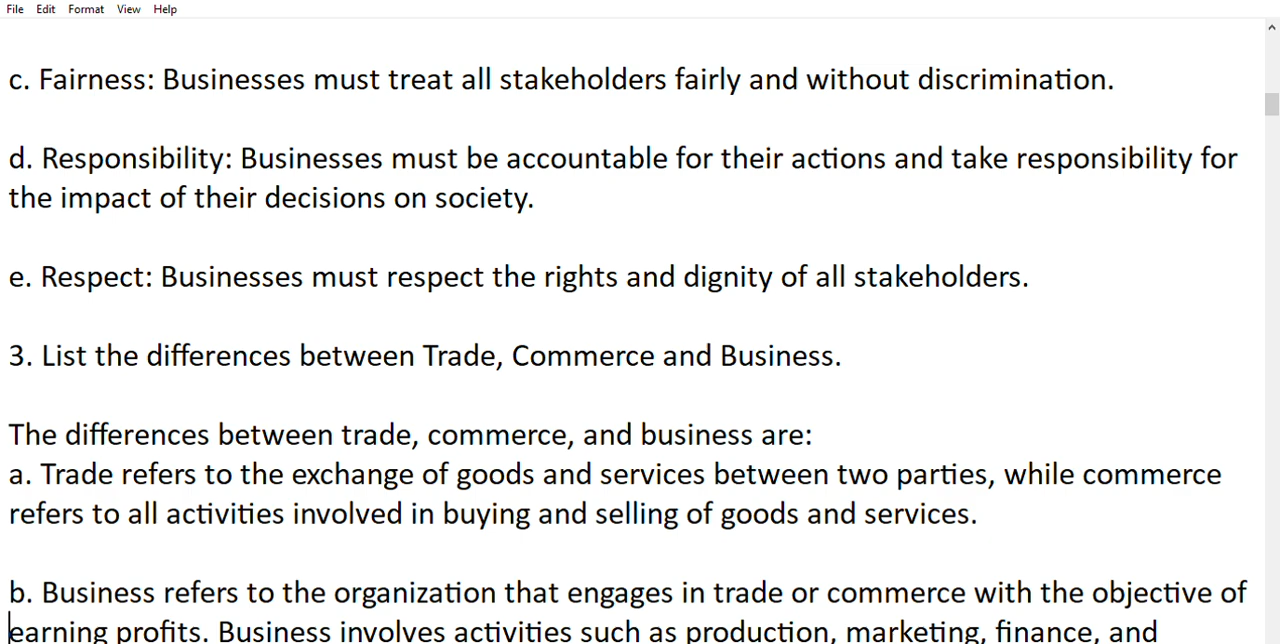 File Edit Format View Help
c. Fairness: Businesses must treat all stakeholders fairly and without discrimination.
d. Responsibility: Businesses must be accountable for their actions and take responsibility for
the impact of their decisions on society.
e. Respect: Businesses must respect the rights and dignity of all stakeholders.
3. List the differences between Trade, Commerce and Business.
The differences between trade, commerce, and business are:
a. Trade refers to the exchange of goods and services between two parties, while commerce
refers to all activities involved in buying and selling of goods and services.
b. Business refers to the organization that engages in trade or commerce with the objective of
earning profits. Business involves activities such as production, marketing, finance, and